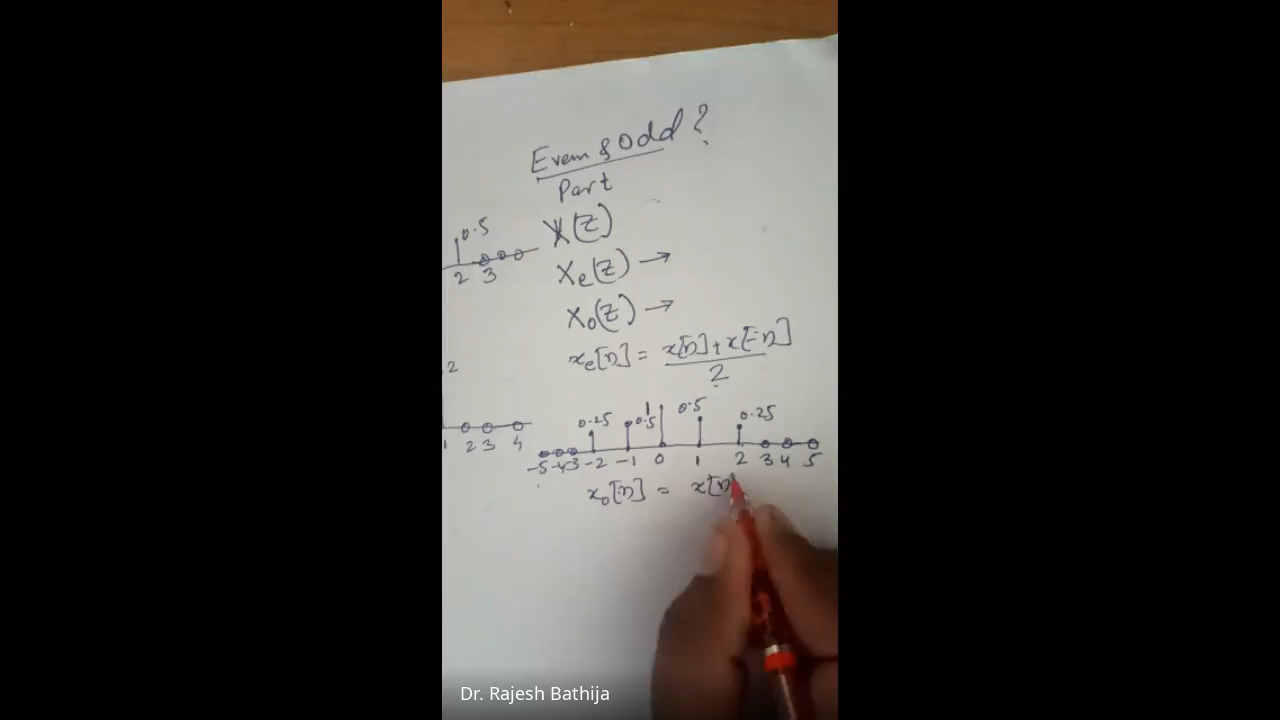 Even & Odd ?
Part
X(z)
0.5
2 3
Xe(z) →
Xo(z) →
xe[n] = x[n] + x[-n]
2
2
0.25 0.5 1 0.5 0.25
1 2 3 4
-5 -4 -3 -2 -1 0 1 2 3 4 5
xo[n] = x[n]
Dr. Rajesh Bathija